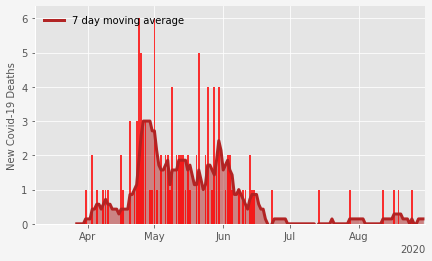 7 day moving average
New Covid-19 Deaths
6
5
4
3
2
1
0
Apr
May
Jun
Jul
Aug
2020